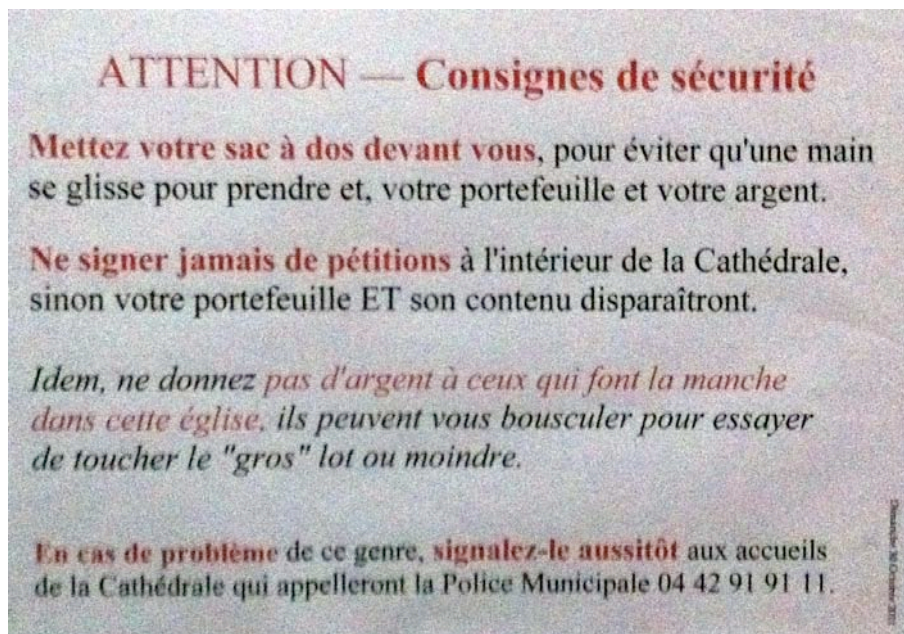 ATTENTION — Consignes de sécurité
Mettez votre sac à dos devant vous, pour éviter qu'une main
se glisse pour prendre et, votre portefeuille et votre argent.
Ne signer jamais de pétitions à l'intérieur de la Cathédrale,
sinon votre portefeuille ET son contenu disparaîtront.
Idem, ne donnez pas d'argent à ceux qui font la manche
dans cette église, ils peuvent vous bousculer pour essayer
de toucher le "gros" lot ou moindre.
En cas de problème de ce genre, signalez-le aussitôt aux accueils
de la Cathédrale qui appelleront la Police Municipale 04 42 91 91 11.
Dimanche 30 Octobre